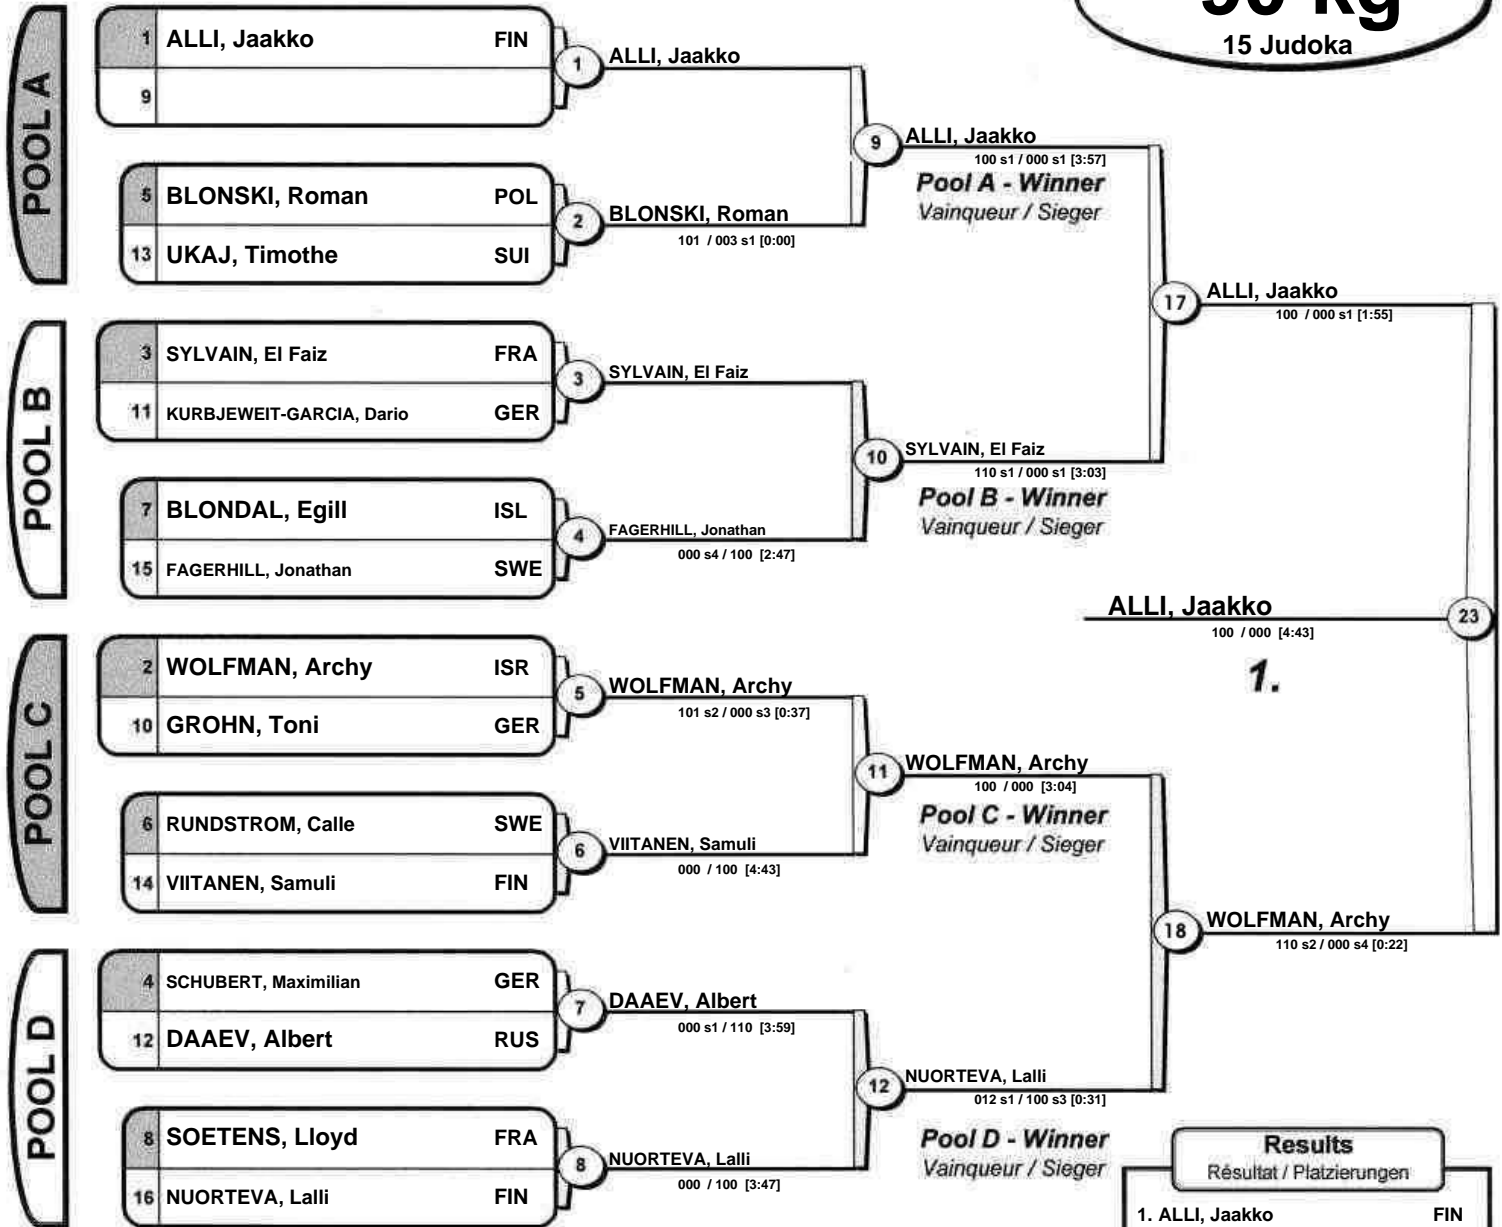 90 kg
15 Judoka
POOL A
1 ALLI, Jaakko FIN
9
5 BLONSKI, Roman POL
13 UKAJ, Timothe SUI
1 ALLI, Jaakko
2 BLONSKI, Roman
101 / 003 s1 [0:00]
9 ALLI, Jaakko
100 s1 / 000 s1 [3:57]
Pool A - Winner
Vainqueur / Sieger
POOL B
3 SYLVAIN, El Faiz FRA
11 KURBJEWEIT-GARCIA, Dario GER
7 BLONDAL, Egill ISL
15 FAGERHILL, Jonathan SWE
3 SYLVAIN, El Faiz
4 FAGERHILL, Jonathan
000 s4 / 100 [2:47]
10 SYLVAIN, El Faiz
110 s1 / 000 s1 [3:03]
Pool B - Winner
Vainqueur / Sieger
17 ALLI, Jaakko
100 / 000 s1 [1:55]
POOL C
2 WOLFMAN, Archy ISR
10 GROHN, Toni GER
6 RUNDSTROM, Calle SWE
14 VIITANEN, Samuli FIN
5 WOLFMAN, Archy
101 s2 / 000 s3 [0:37]
6 VIITANEN, Samuli
000 / 100 [4:43]
11 WOLFMAN, Archy
100 / 000 [3:04]
Pool C - Winner
Vainqueur / Sieger
POOL D
4 SCHUBERT, Maximilian GER
12 DAAEV, Albert RUS
8 SOETENS, Lloyd FRA
16 NUORTEVA, Lalli FIN
7 DAAEV, Albert
000 s1 / 110 [3:59]
8 NUORTEVA, Lalli
000 / 100 [3:47]
12 NUORTEVA, Lalli
012 s1 / 100 s3 [0:31]
Pool D - Winner
Vainqueur / Sieger
18 WOLFMAN, Archy
110 s2 / 000 s4 [0:22]
23 ALLI, Jaakko
100 / 000 [4:43]
1.
Results
Résultat / Platzierungen
1. ALLI, Jaakko FIN